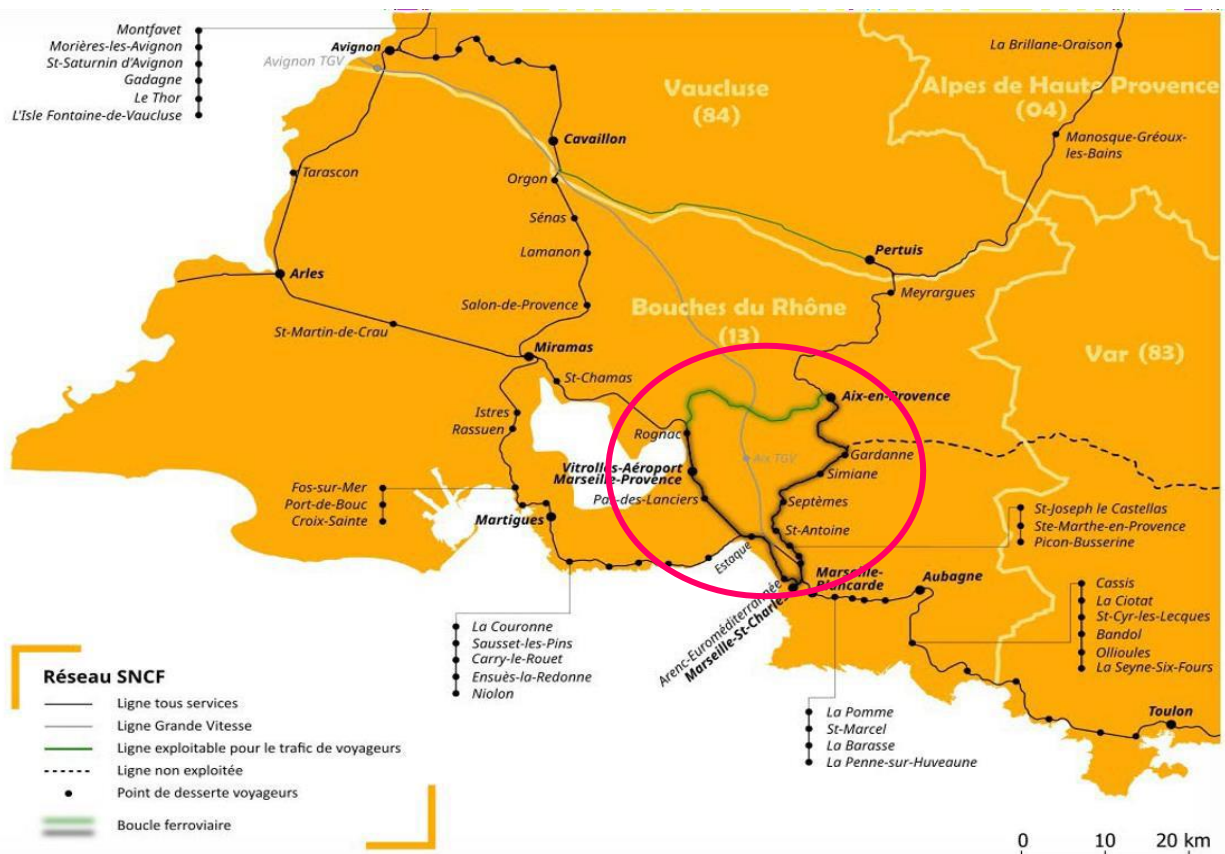 Montfavet
Morières-les-Avignon
St-Saturnin d'Avignon
Gadagne
Le Thor
L'Isle Fontaine-de-Vaucluse
Avignon
Avignon TGV
La Brillane-Oraison
Vaucluse
(84)
Alpes de Haute Provence
(04)
Manosque-Gréoux-
les-Bains
Cavaillon
Tarascon
Orgon
Sénas
Lamanon
Pertuis
Arles
Meyrargues
Salon-de-Provence
Bouches du Rhône
(13)
St-Martin-de-Crau
Miramas
Var (83)
St-Chamas
Aix-en-Provence
Istres
Rassuen
Rognac
Gardanne
Aix TGV
Vitrolles-Aéroport
Marseille-Provence
Simiane
Pas-des-Lanciers
Septèmes
Fos-sur-Mer
Port-de-Bouc
Croix-Sainte
Martigues
St-Antoine
St-Joseph le Castellas
Ste-Marthe-en-Provence
Picon-Busserine
Estaque
Marseille-
Blancarde
Aubagne
Arenc-Euroméditerrannée
Marseille-St-Charles
Cassis
La Ciotat
St-Cyr-les-Lecques
Bandol
Ollioules
La Seyne-Six-Fours
La Couronne
Sausset-les-Pins
Carry-le-Rouet
Ensuès-la-Redonne
Niolon
La Pomme
St-Marcel
La Barasse
La Penne-sur-Huveaune
Toulon
Réseau SNCF
Ligne tous services
Ligne Grande Vitesse
Ligne exploitable pour le trafic de voyageurs
Ligne non exploitée
Point de desserte voyageurs
Boucle ferroviaire
0 10 20 km